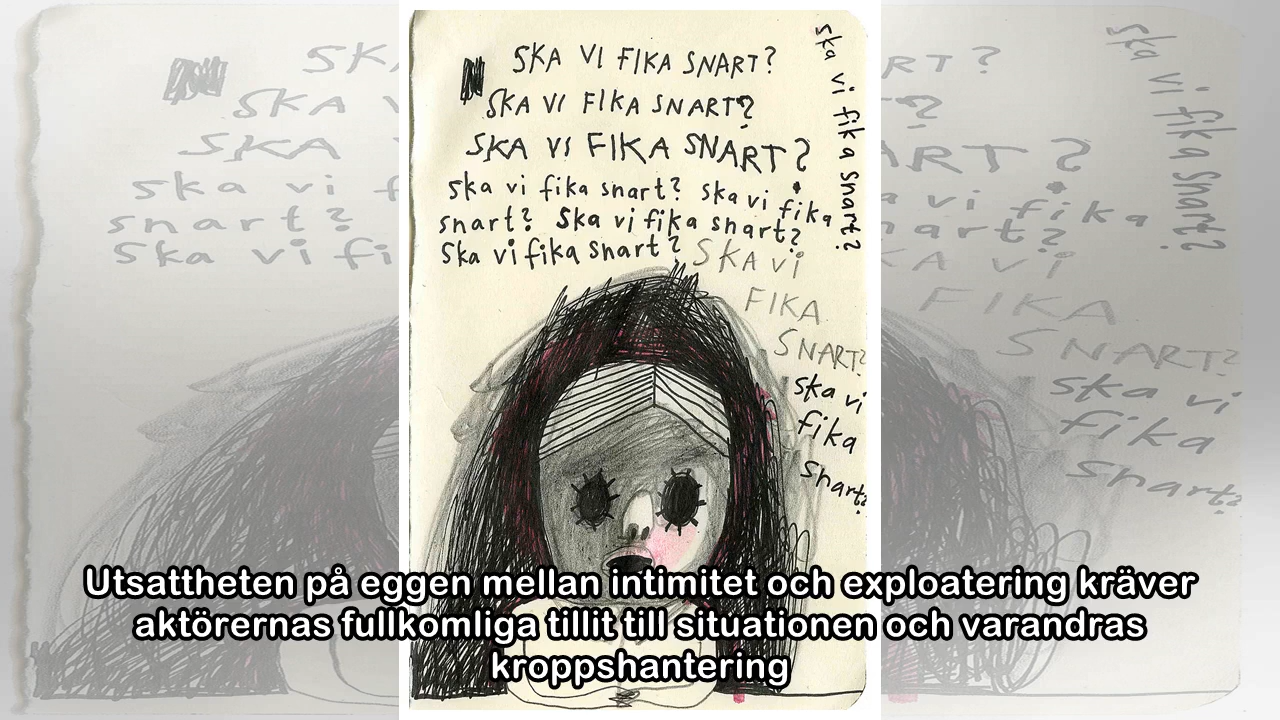 SKA VI FIKA SNART?
SKA VI FIKA SNART?
SKA VI FIKA SNART?
ska vi fika snart? ska vi fika
snart? Ska vi fika snart?
Ska vi fika snart?
SKA VI
FIKA
SNART?
ska vi
fika
snart?
ska vi fika snart?
Utsattheten på eggen mellan intimitet och exploatering kräver
aktörernas fullkomliga tillit till situationen och varandras
kroppshantering